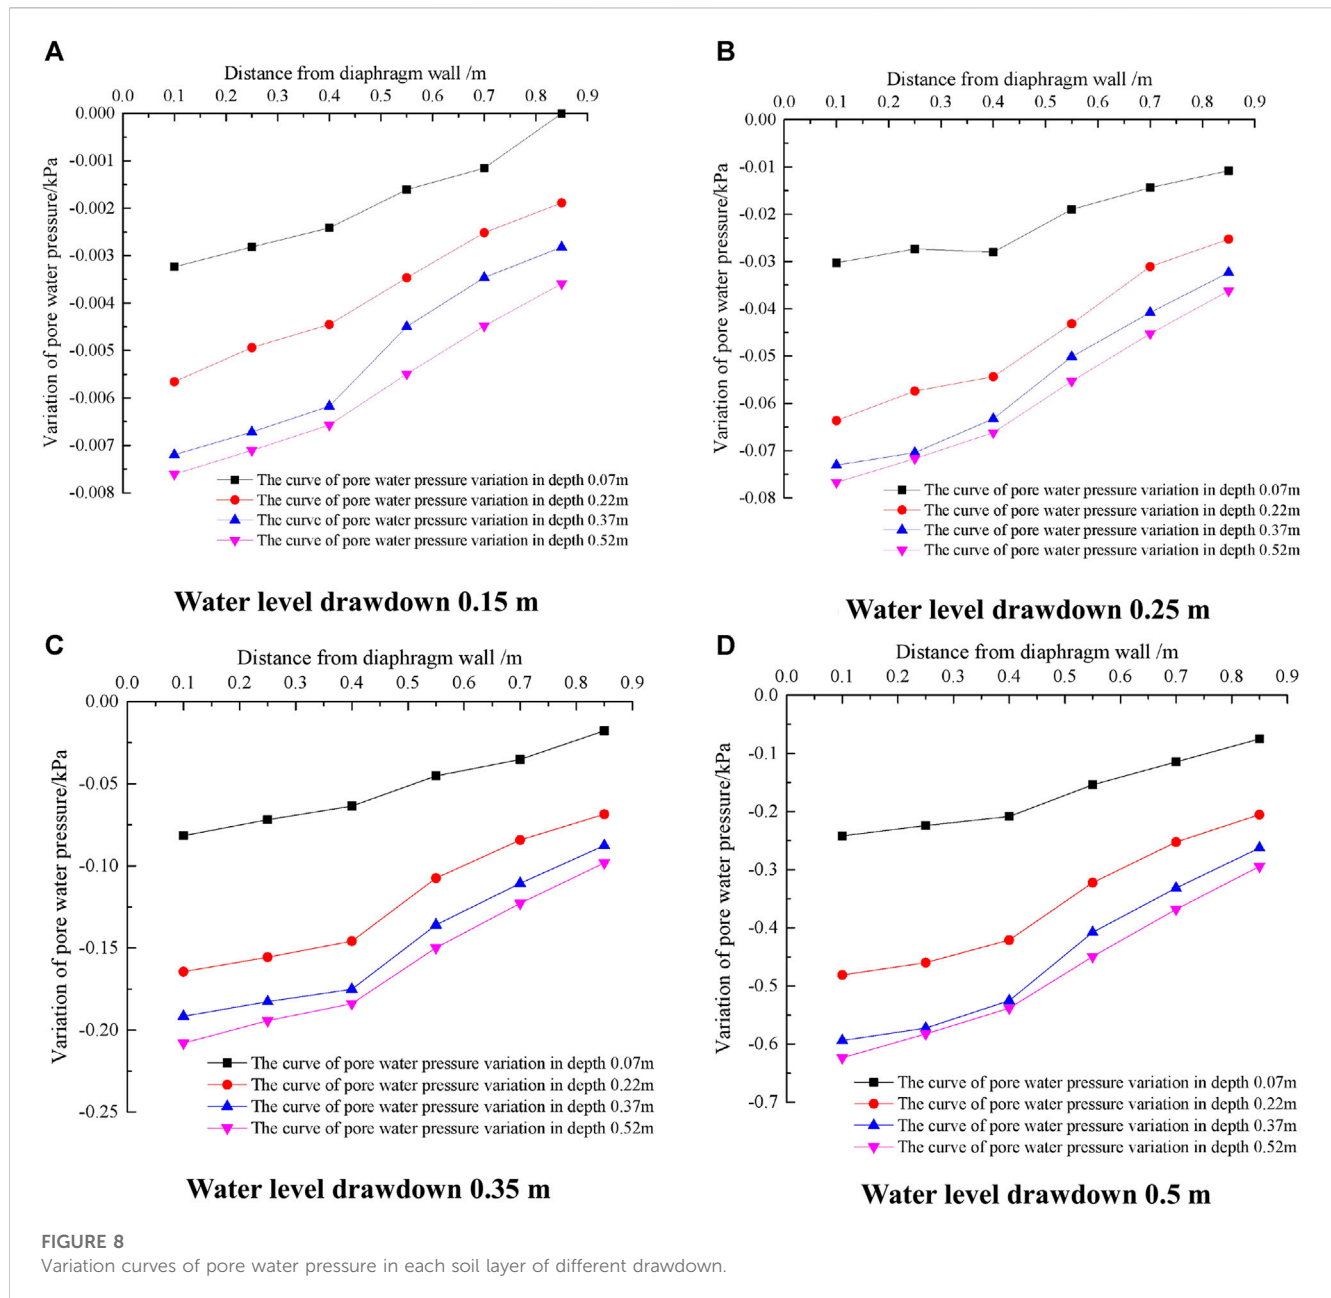 A
Distance from diaphragm wall /m
0.0 0.1 0.2 0.3 0.4 0.5 0.6 0.7 0.8 0.9
0.000
-0.001
-0.002
-0.003
-0.004
-0.005
-0.006
-0.007
-0.008
Variation of pore water pressure/kPa
The curve of pore water pressure variation in depth 0.07m
The curve of pore water pressure variation in depth 0.22m
The curve of pore water pressure variation in depth 0.37m
The curve of pore water pressure variation in depth 0.52m
Water level drawdown 0.15 m
B
Distance from diaphragm wall /m
0.0 0.1 0.2 0.3 0.4 0.5 0.6 0.7 0.8 0.9
0.00
-0.01
-0.02
-0.03
-0.04
-0.05
-0.06
-0.07
-0.08
Variation of pore water pressure/kPa
The curve of pore water pressure variation in depth 0.07m
The curve of pore water pressure variation in depth 0.22m
The curve of pore water pressure variation in depth 0.37m
The curve of pore water pressure variation in depth 0.52m
Water level drawdown 0.25 m
C
Distance from diaphragm wall /m
0.0 0.1 0.2 0.3 0.4 0.5 0.6 0.7 0.8 0.9
0.00
-0.05
-0.10
-0.15
-0.20
-0.25
Variation of pore water pressure/kPa
The curve of pore water pressure variation in depth 0.07m
The curve of pore water pressure variation in depth 0.22m
The curve of pore water pressure variation in depth 0.37m
The curve of pore water pressure variation in depth 0.52m
Water level drawdown 0.35 m
D
Distance from diaphragm wall /m
0.0 0.1 0.2 0.3 0.4 0.5 0.6 0.7 0.8 0.9
0.0
-0.1
-0.2
-0.3
-0.4
-0.5
-0.6
-0.7
Variation of pore water pressure/kPa
The curve of pore water pressure variation in depth 0.07m
The curve of pore water pressure variation in depth 0.22m
The curve of pore water pressure variation in depth 0.37m
The curve of pore water pressure variation in depth 0.52m
Water level drawdown 0.5 m
FIGURE 8
Variation curves of pore water pressure in each soil layer of different drawdown.